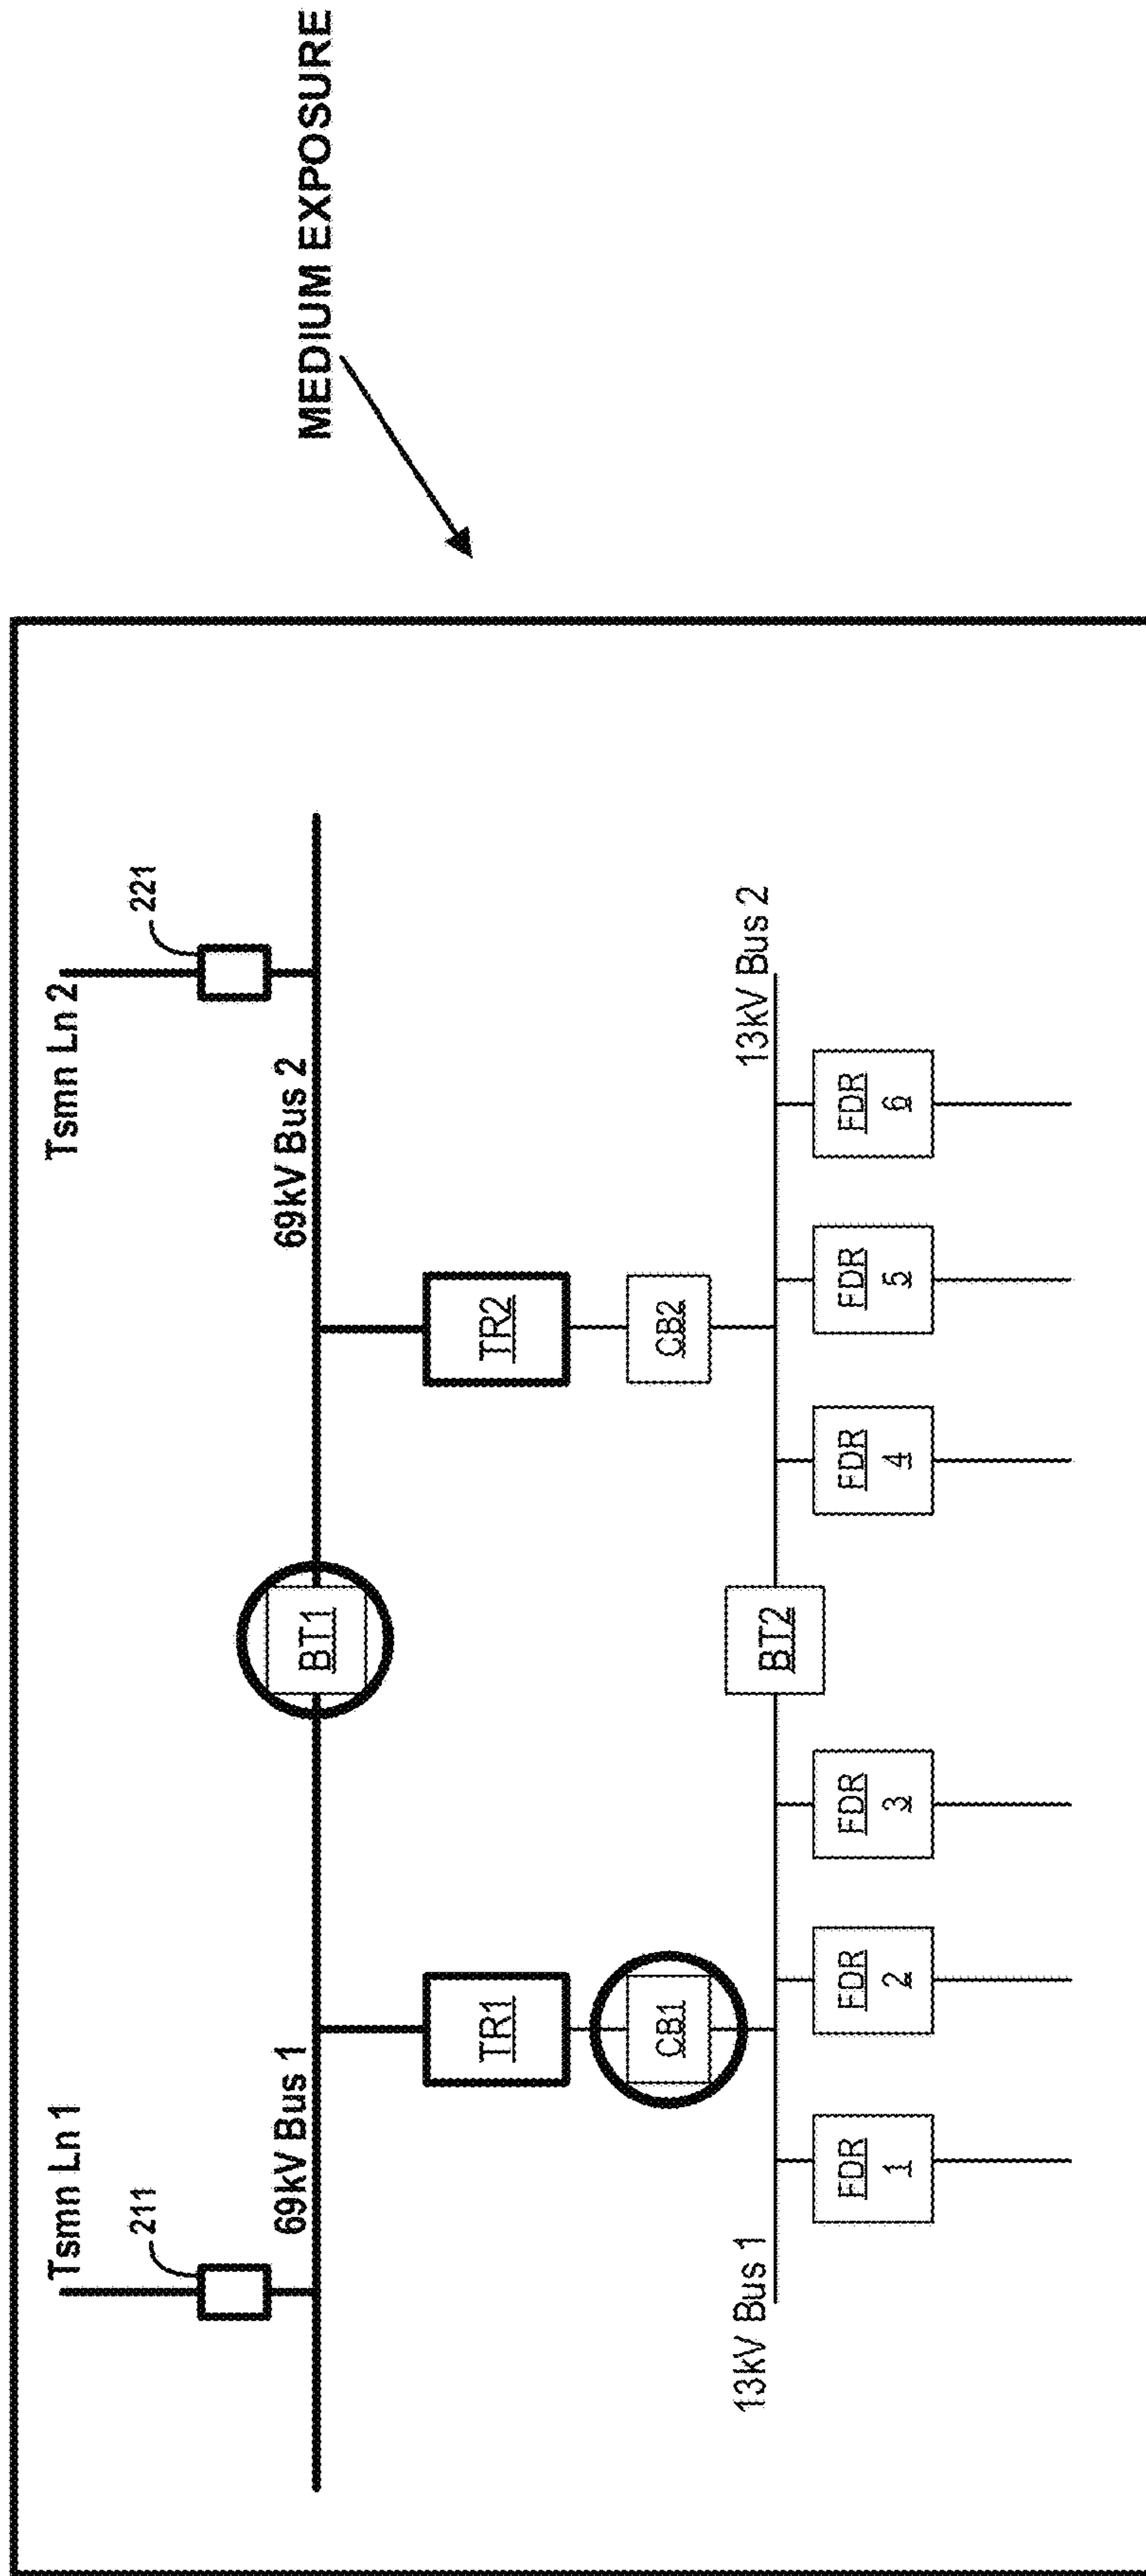 MEDIUM EXPOSURE
Tsmn Ln 1
Tsmn Ln 2
211
221
69kV Bus 1
69kV Bus 2
BT1
TR1
TR2
CB1
CB2
13kV Bus 1
13kV Bus 2
BT2
FDR
1
FDR
2
FDR
3
FDR
4
FDR
5
FDR
6